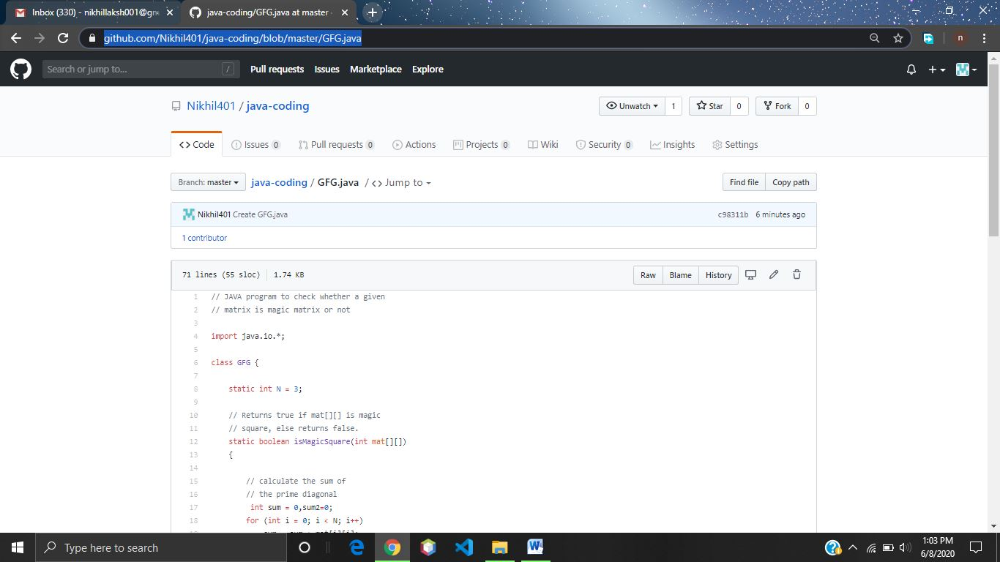 Inbox (330) - nikhillaksh001@gm
java-coding/GFG.java at master
github.com/Nikhil401/java-coding/blob/master/GFG.java
n
Search or jump to... /
Pull requests Issues Marketplace Explore
Nikhil401 / java-coding
Unwatch 1 Star 0 Fork 0
Code Issues 0 Pull requests 0 Actions Projects 0 Wiki Security 0 Insights Settings
Branch: master java-coding / GFG.java / <> Jump to
Find file Copy path
Nikhil401 Create GFG.java c98311b 6 minutes ago
1 contributor
71 lines (55 sloc) 1.74 KB Raw Blame History
1 // JAVA program to check whether a given
2 // matrix is magic matrix or not
3
4 import java.io.*;
5
6 class GFG {
7
8 static int N = 3;
9
10 // Returns true if mat[][] is magic
11 // square, else returns false.
12 static boolean isMagicSquare(int mat[][])
13 {
14
15 // calculate the sum of
16 // the prime diagonal
17 int sum = 0,sum2=0;
18 for (int i = 0; i < N; i++)
Type here to search
1:03 PM
6/8/2020